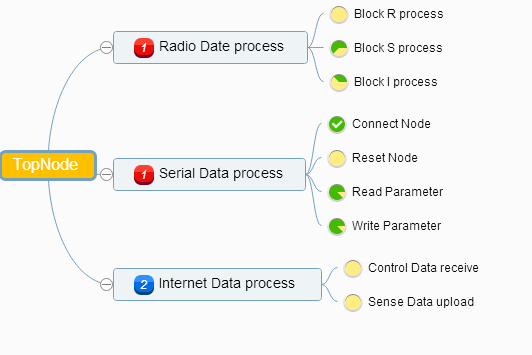 TopNode
1 Radio Date process
Block R process
Block S process
Block I process
1 Serial Data process
Connect Node
Reset Node
Read Parameter
Write Parameter
2 Internet Data process
Control Data receive
Sense Data upload